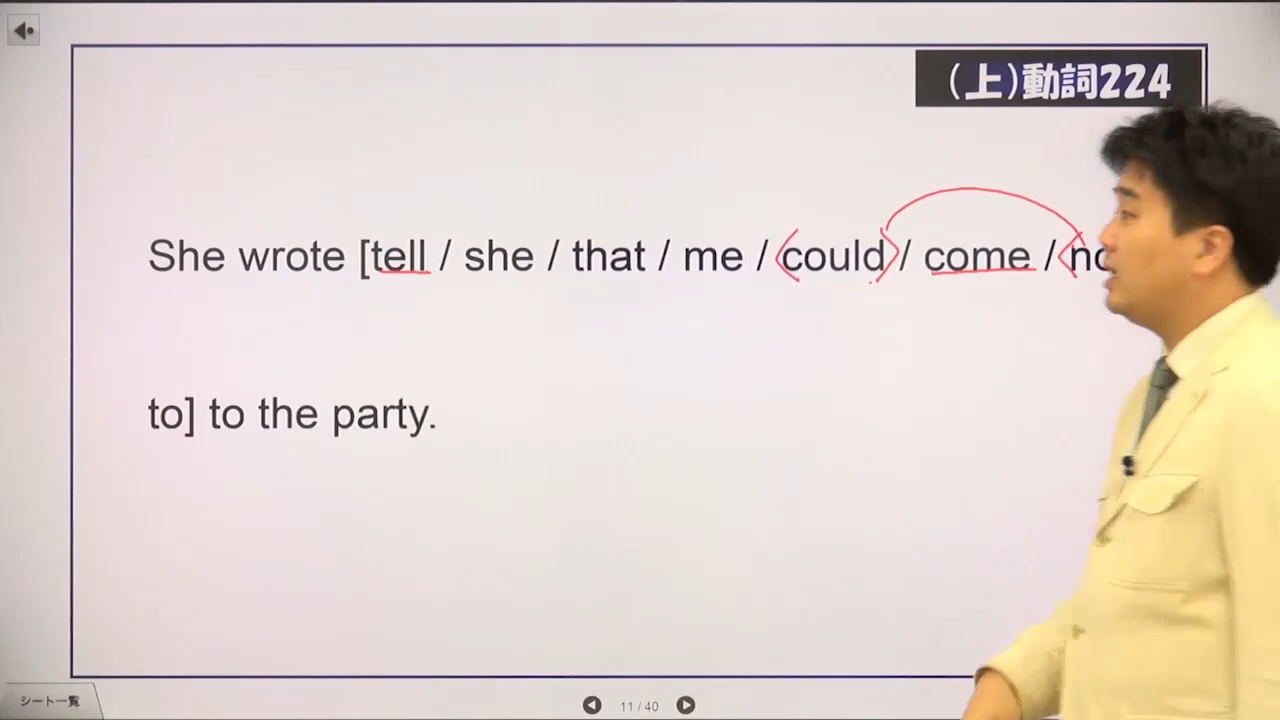 (上)動詞224
She wrote [tell / she / that / me / could / come /
to] to the party.
シート一覧
11 / 40